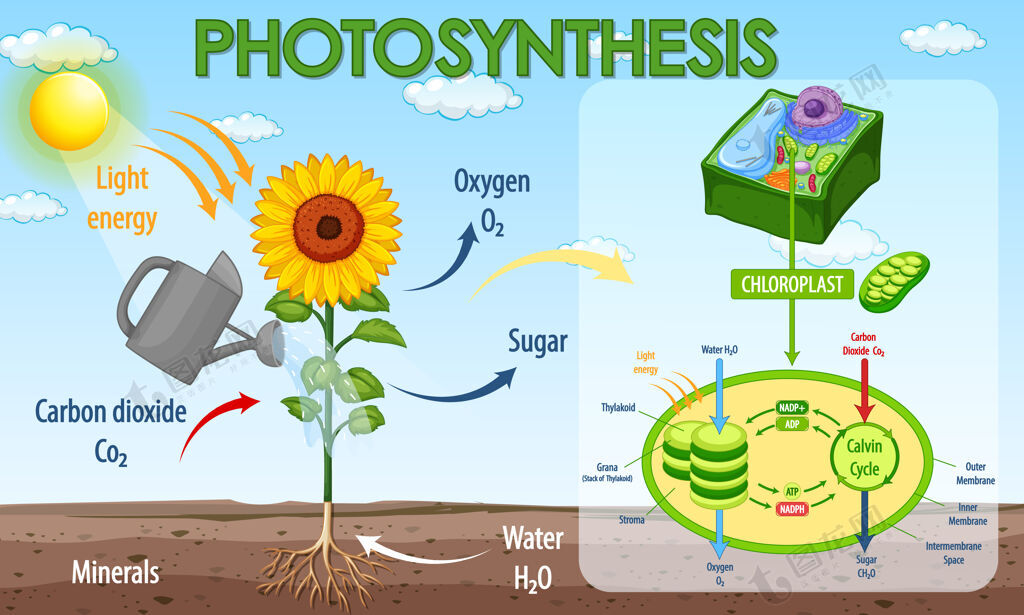 PHOTOSYNTHESIS
Light
energy
Oxygen
O₂
Sugar
Carbon dioxide
Co₂
Water
H₂O
Minerals
CHLOROPLAST
Light
energy
Water H₂O
Carbon
Dioxide Co₂
Thylakoid
NADP+
ADP
Calvin
Cycle
Grana
(Stack of Thylakoid)
ATP
NADPH
Stroma
Outer
Membrane
Inner
Membrane
Intermembrane
Space
Oxygen
O₂
Sugar
CH₂O